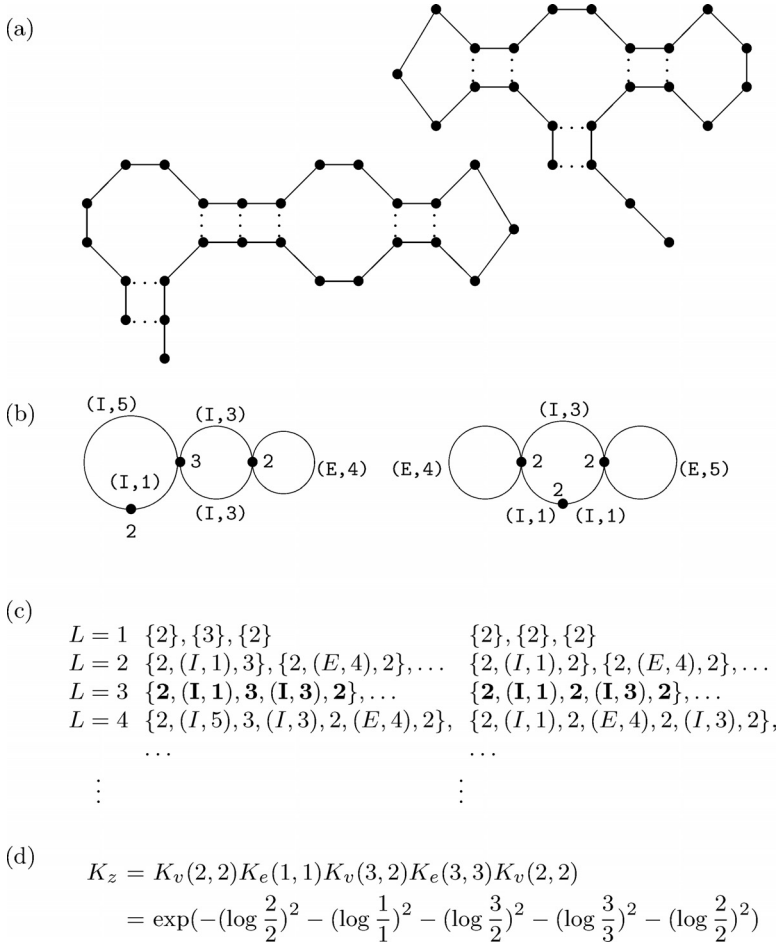 (a)
(b)
(I,5)
(I,3)
(I,3)
3
2
(E,4)
(E,4)
2
2
(E,5)
(I,1)
2
(I,3)
2
(I,1)
(I,1)
(c)
L = 1 {2}, {3}, {2} {2}, {2}, {2}
L = 2 {2, (I, 1), 3}, {2, (E, 4), 2}, ... {2, (I, 1), 2}, {2, (E, 4), 2}, ...
L = 3 {2, (I, 1), 3, (I, 3), 2}, ... {2, (I, 1), 2, (I, 3), 2}, ...
L = 4 {2, (I, 5), 3, (I, 3), 2, (E, 4), 2}, {2, (I, 1), 2, (E, 4), 2, (I, 3), 2},
... ...
⋮ ⋮
(d)
K_z = K_v(2, 2)K_e(1, 1)K_v(3, 2)K_e(3, 3)K_v(2, 2)
= exp(−(log 2/2)² − (log 1/1)² − (log 3/2)² − (log 3/3)² − (log 2/2)²)